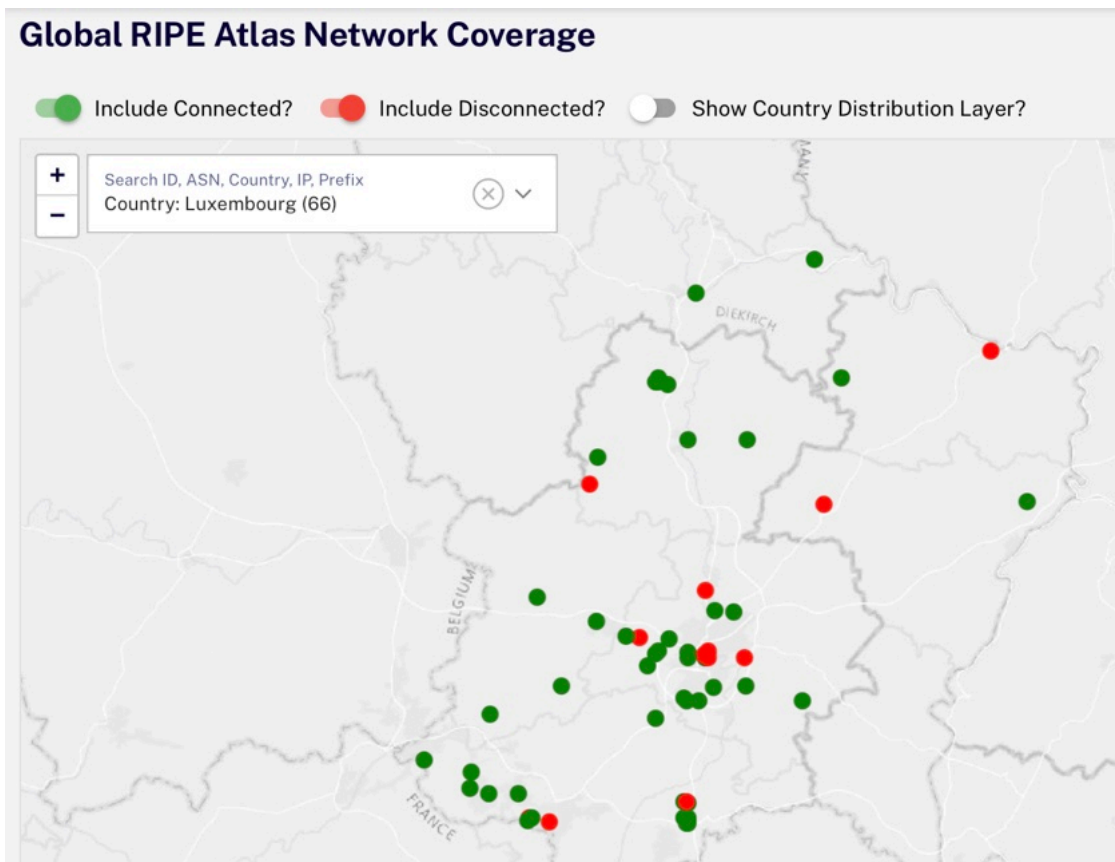 Global RIPE Atlas Network Coverage
Include Connected? Include Disconnected? Show Country Distribution Layer?
+
Search ID, ASN, Country, IP, Prefix
Country: Luxembourg (66)
−
MANY
DIEKIRCH
BELGIUM
FRANCE